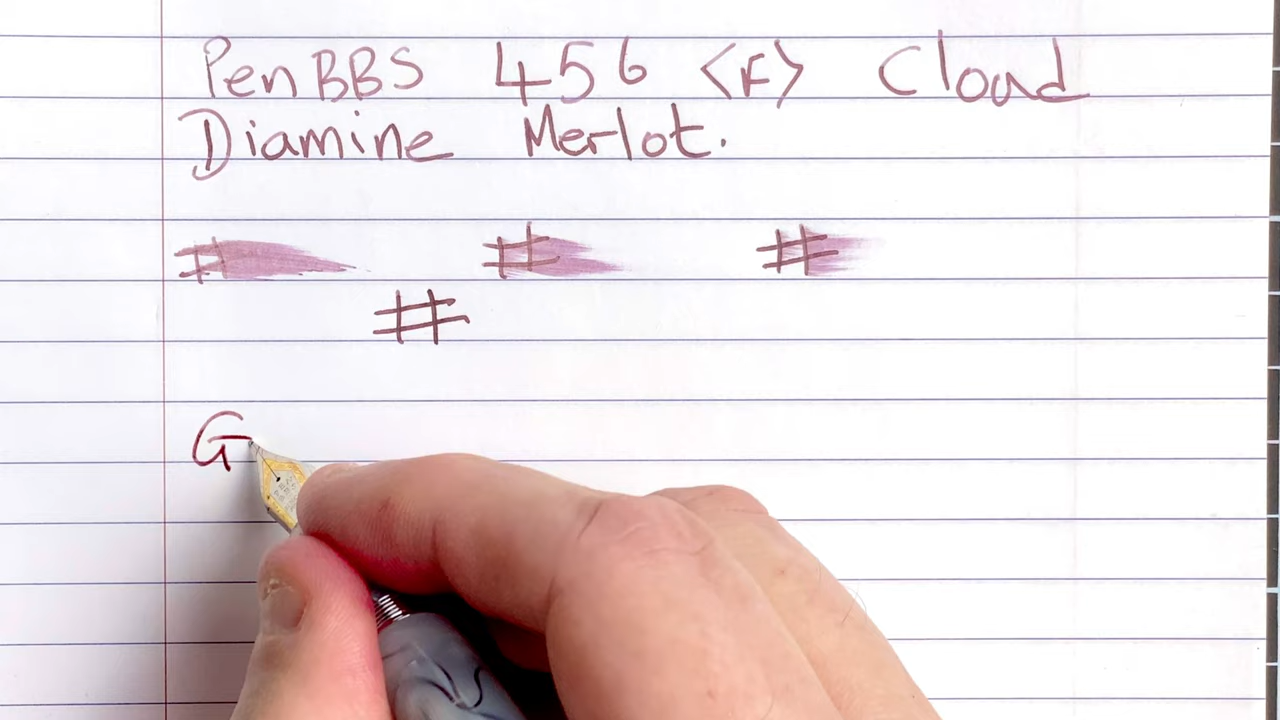 PenBBS 456 <F> Cloud
Diamine Merlot.
# # #
#
G